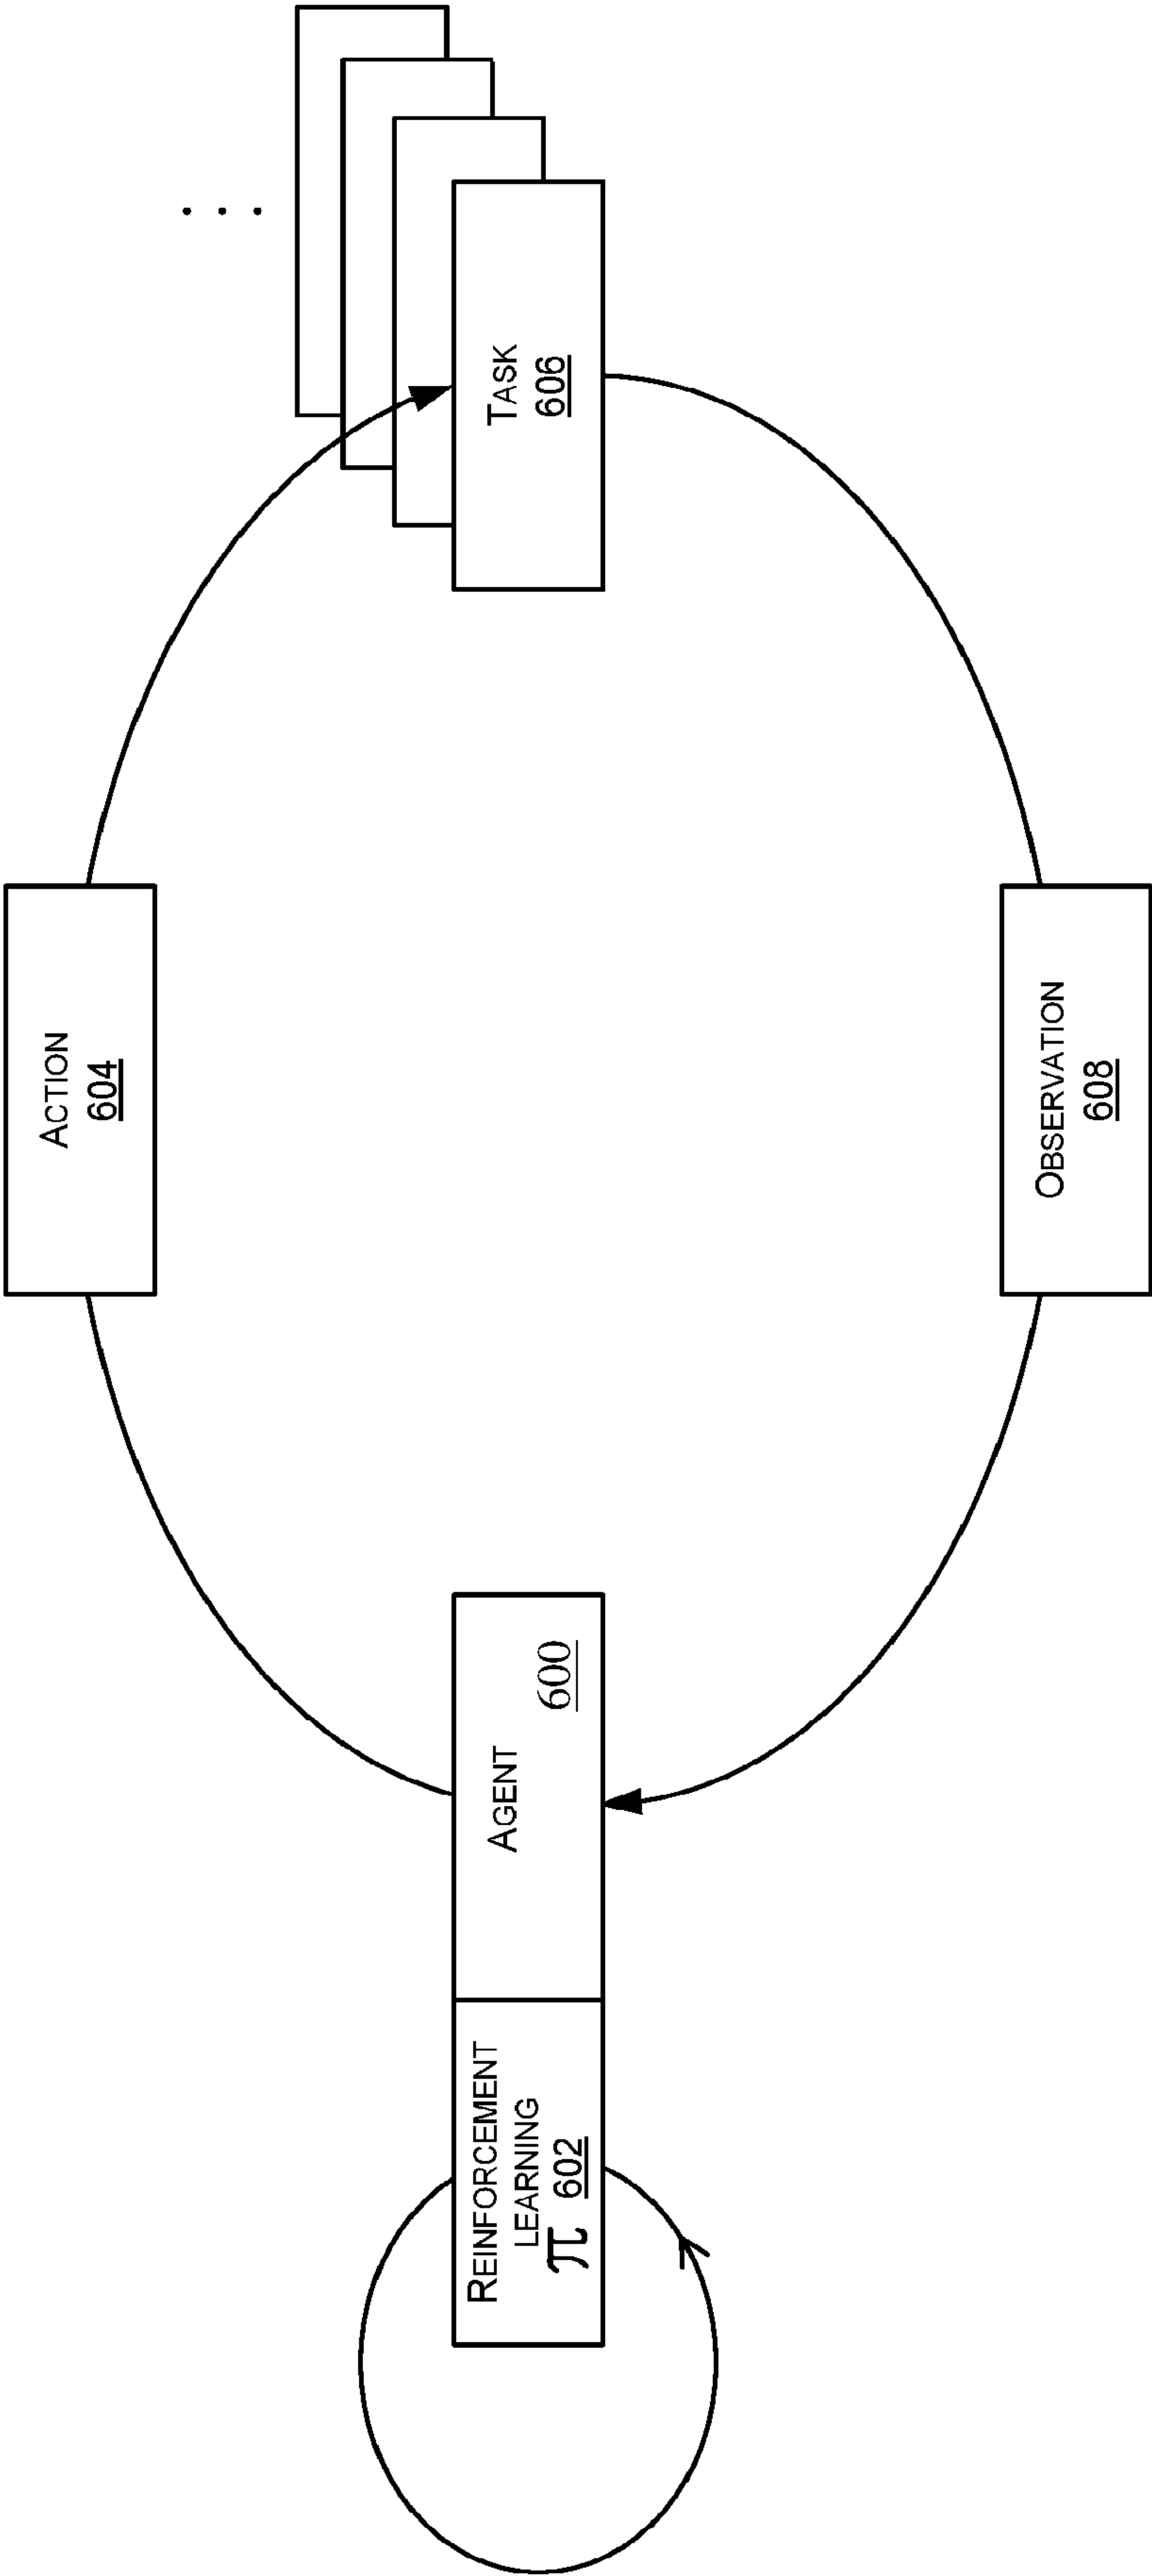 ACTION
604
REINFORCEMENT
LEARNING
π 602
AGENT
600
TASK
606
. . .
OBSERVATION
608